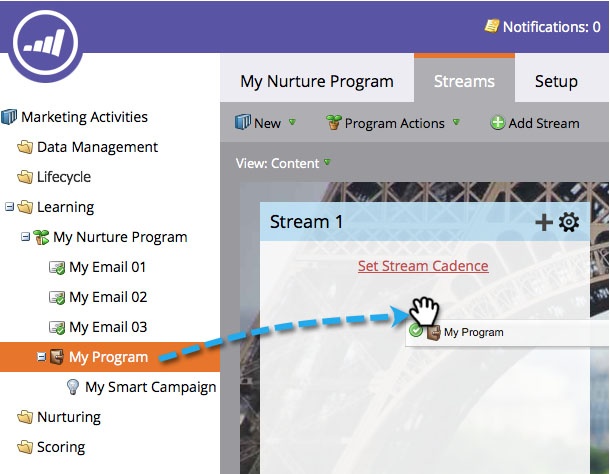 Notifications: 0
My Nurture Program
Streams
Setup
Marketing Activities
Data Management
Lifecycle
Learning
My Nurture Program
My Email 01
My Email 02
My Email 03
My Program
My Smart Campaign
Nurturing
Scoring
New
Program Actions
Add Stream
View: Content
Stream 1
Set Stream Cadence
My Program